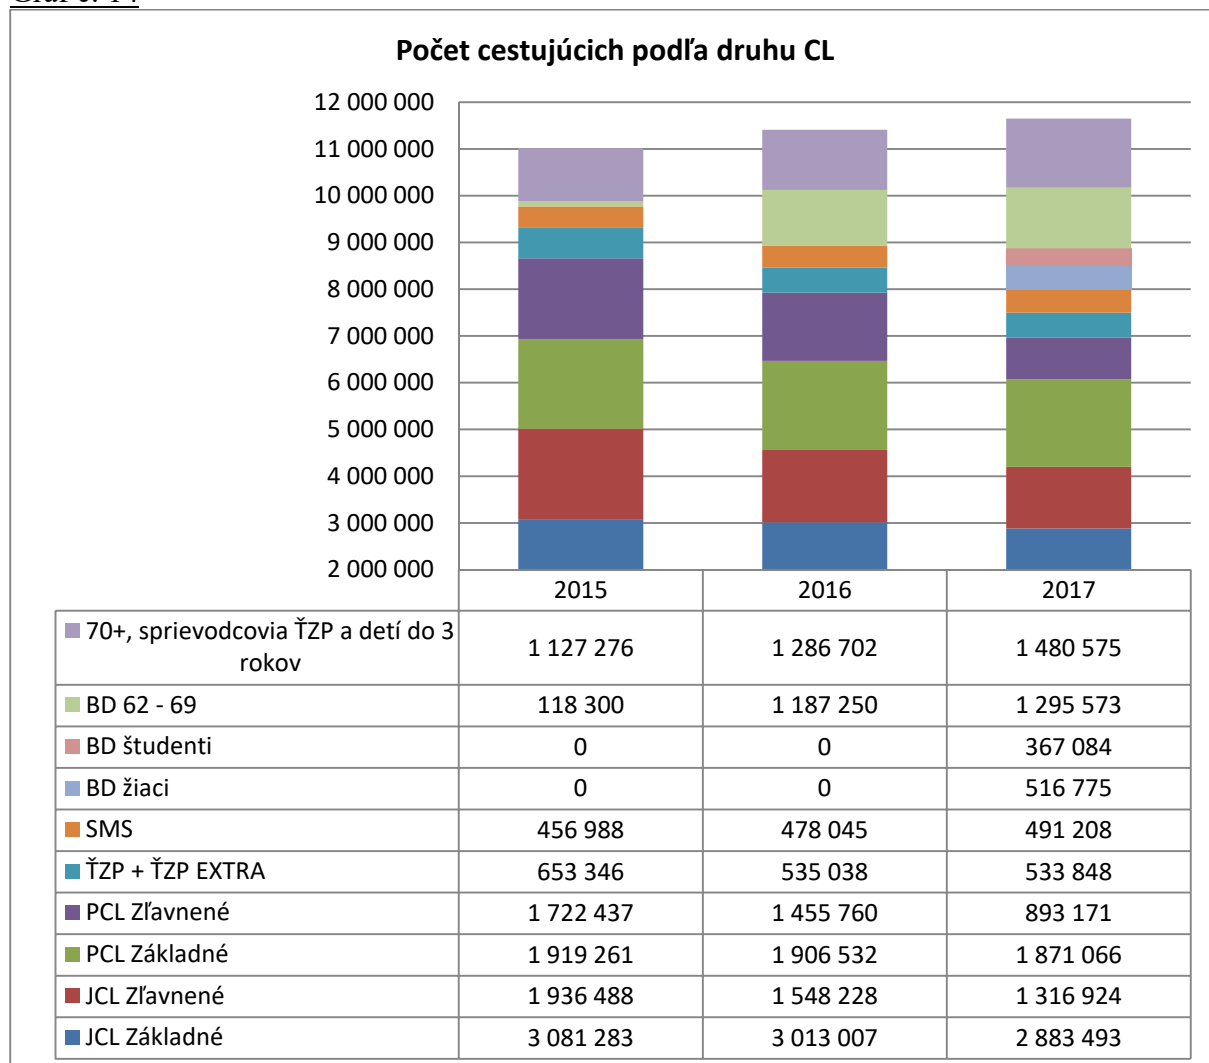 Graf č. 14
Počet cestujúcich podľa druhu CL
12 000 000
11 000 000
10 000 000
9 000 000
8 000 000
7 000 000
6 000 000
5 000 000
4 000 000
3 000 000
2 000 000
2015 2016 2017
70+, sprievodcovia ŤZP a detí do 3
rokov 1 127 276 1 286 702 1 480 575
BD 62 - 69 118 300 1 187 250 1 295 573
BD študenti 0 0 367 084
BD žiaci 0 0 516 775
SMS 456 988 478 045 491 208
ŤZP + ŤZP EXTRA 653 346 535 038 533 848
PCL Zľavnené 1 722 437 1 455 760 893 171
PCL Základné 1 919 261 1 906 532 1 871 066
JCL Zľavnené 1 936 488 1 548 228 1 316 924
JCL Základné 3 081 283 3 013 007 2 883 493